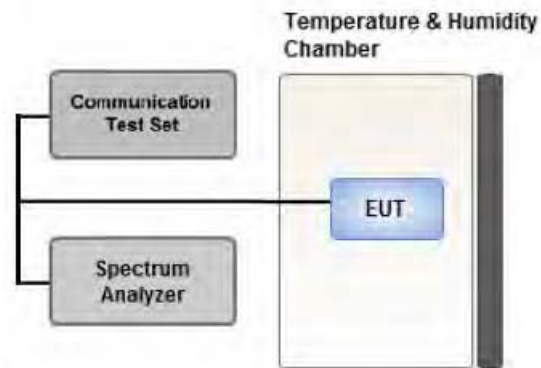 Temperature & Humidity
Chamber
Communication
Test Set
EUT
Spectrum
Analyzer